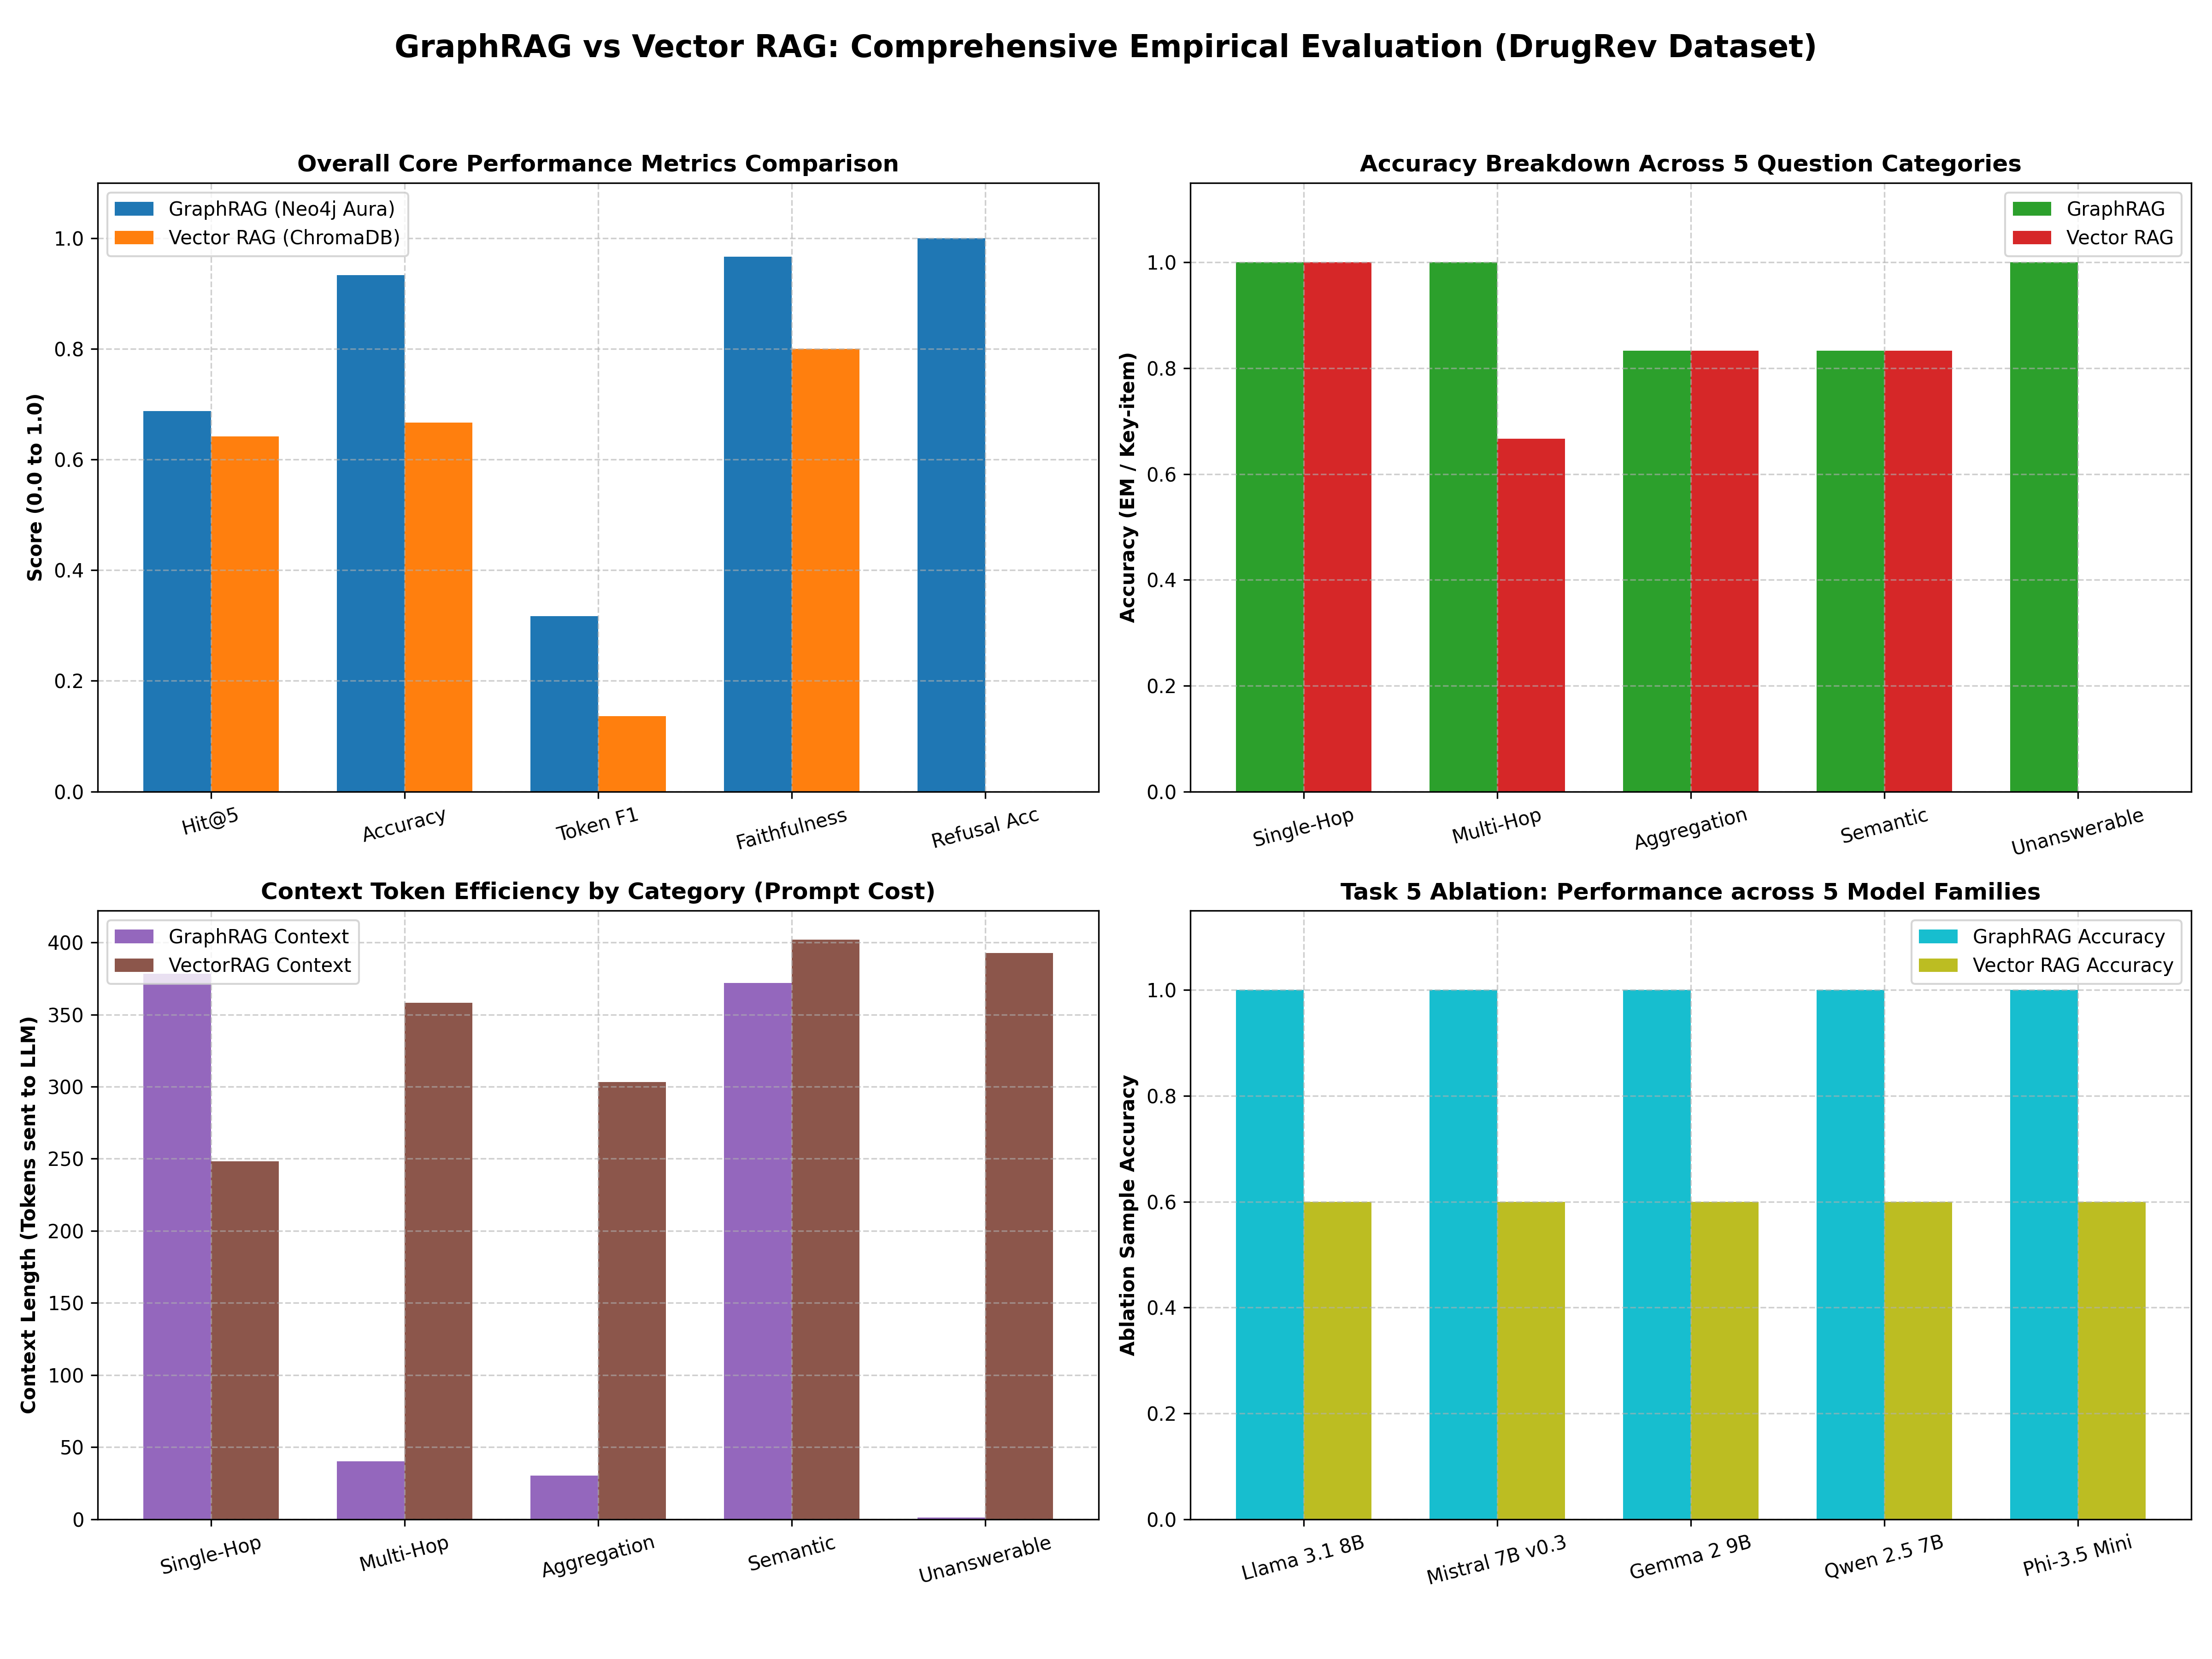 GraphRAG vs Vector RAG: Comprehensive Empirical Evaluation (DrugRev Dataset)
Overall Core Performance Metrics Comparison
GraphRAG (Neo4j Aura)
Vector RAG (ChromaDB)
Score (0.0 to 1.0)
1.0
0.8
0.6
0.4
0.2
0.0
Hit@5
Accuracy
Token F1
Faithfulness
Refusal Acc
Accuracy Breakdown Across 5 Question Categories
GraphRAG
Vector RAG
Accuracy (EM / Key-item)
1.0
0.8
0.6
0.4
0.2
0.0
Single-Hop
Multi-Hop
Aggregation
Semantic
Unanswerable
Context Token Efficiency by Category (Prompt Cost)
GraphRAG Context
VectorRAG Context
Context Length (Tokens sent to LLM)
400
350
300
250
200
150
100
50
0
Single-Hop
Multi-Hop
Aggregation
Semantic
Unanswerable
Task 5 Ablation: Performance across 5 Model Families
GraphRAG Accuracy
Vector RAG Accuracy
Ablation Sample Accuracy
1.0
0.8
0.6
0.4
0.2
0.0
Llama 3.1 8B
Mistral 7B v0.3
Gemma 2 9B
Qwen 2.5 7B
Phi-3.5 Mini